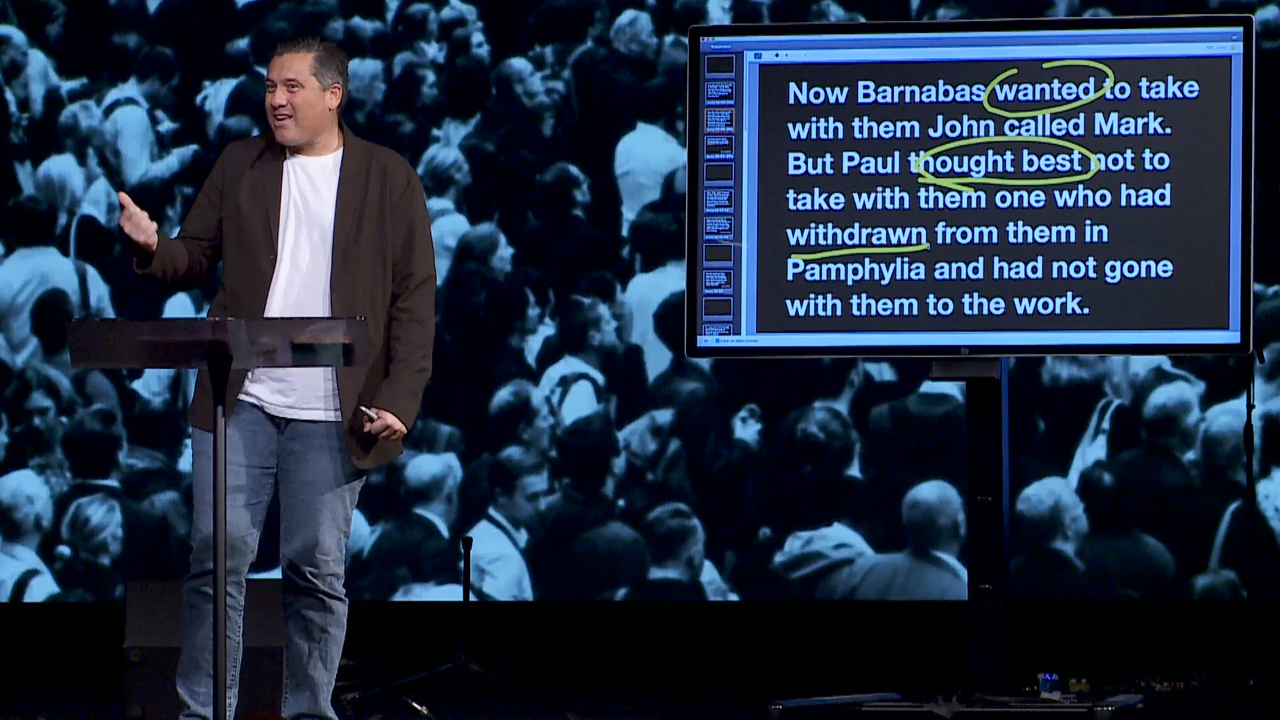 Now Barnabas wanted to take
with them John called Mark.
But Paul thought best not to
take with them one who had
withdrawn from them in
Pamphylia and had not gone
with them to the work.